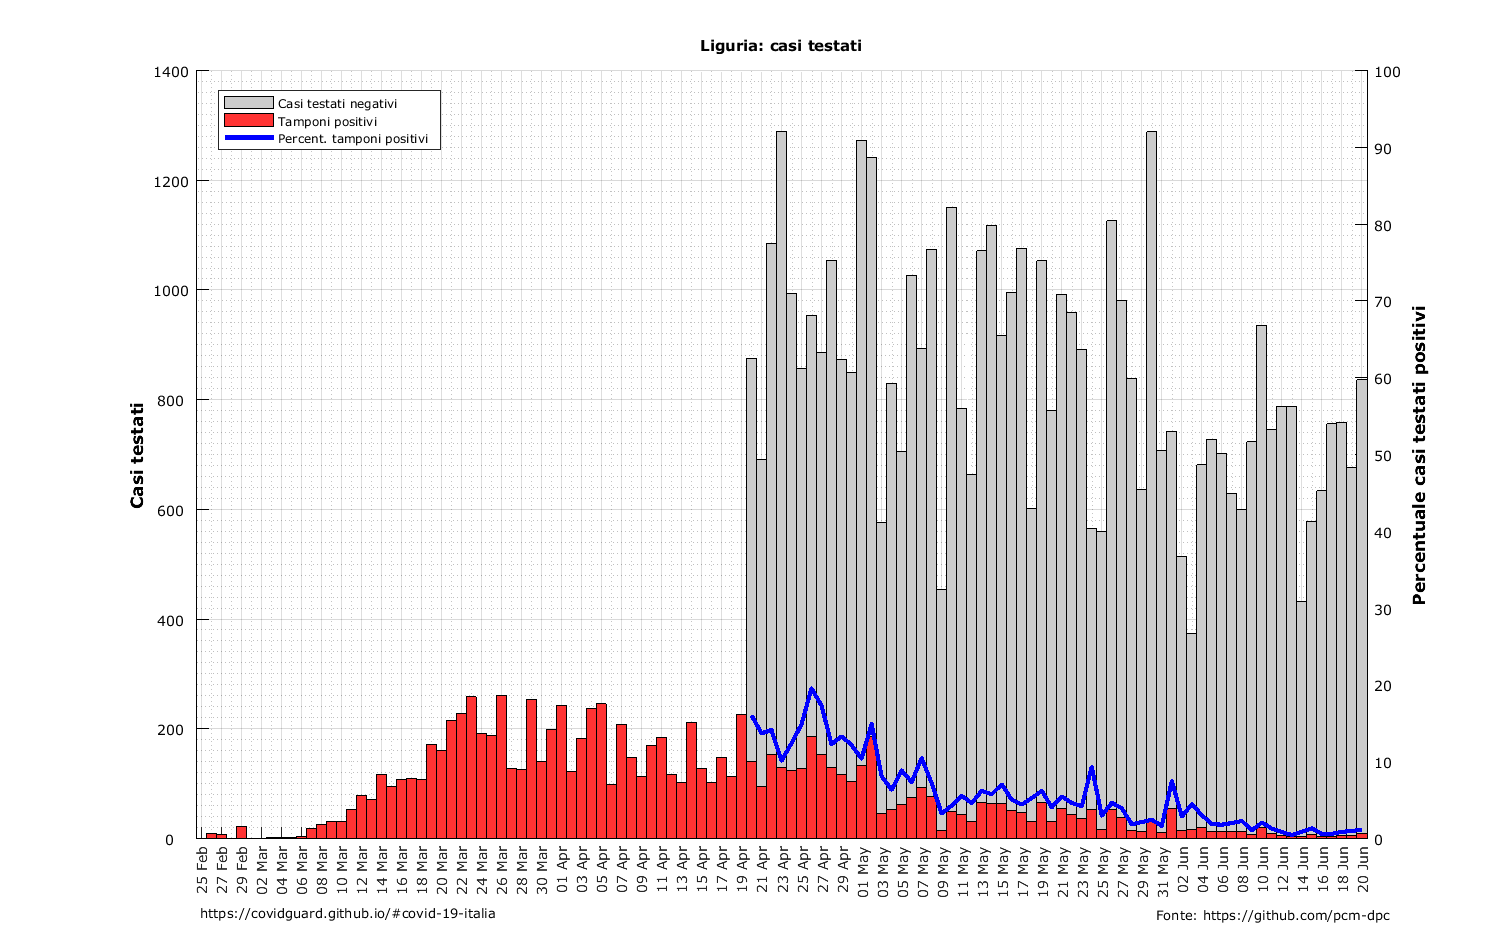 Liguria: casi testati
1400
1200
1000
800
600
400
200
0
Casi testati
Casi testati negativi
Tamponi positivi
Percent. tamponi positivi
100
90
80
70
60
50
40
30
20
10
0
Percentuale casi testati positivi
25 Feb
27 Feb
29 Feb
02 Mar
04 Mar
06 Mar
08 Mar
10 Mar
12 Mar
14 Mar
16 Mar
18 Mar
20 Mar
22 Mar
24 Mar
26 Mar
28 Mar
30 Mar
01 Apr
03 Apr
05 Apr
07 Apr
09 Apr
11 Apr
13 Apr
15 Apr
17 Apr
19 Apr
21 Apr
23 Apr
25 Apr
27 Apr
29 Apr
01 May
03 May
05 May
07 May
09 May
11 May
13 May
15 May
17 May
19 May
21 May
23 May
25 May
27 May
29 May
31 May
02 Jun
04 Jun
06 Jun
08 Jun
10 Jun
12 Jun
14 Jun
16 Jun
18 Jun
20 Jun
https://covidguard.github.io/#covid-19-italia
Fonte: https://github.com/pcm-dpc